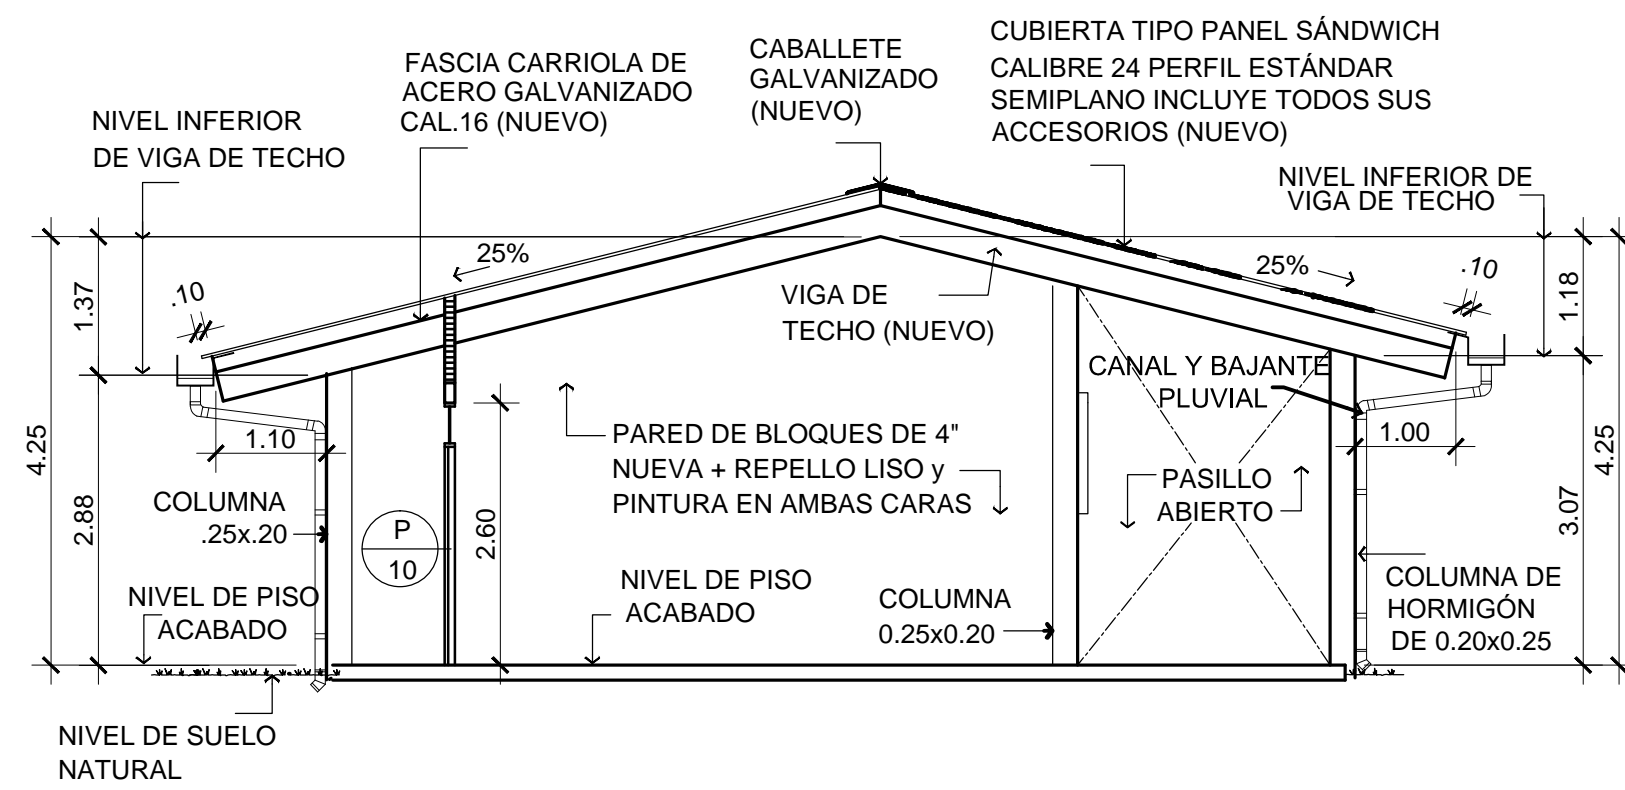 CUBIERTA TIPO PANEL SÁNDWICH
CALIBRE 24 PERFIL ESTÁNDAR
SEMIPLANO INCLUYE TODOS SUS
ACCESORIOS (NUEVO)
CABALLETE
GALVANIZADO
(NUEVO)
FASCIA CARRIOLA DE
ACERO GALVANIZADO
CAL.16 (NUEVO)
NIVEL INFERIOR
DE VIGA DE TECHO
NIVEL INFERIOR DE
VIGA DE TECHO
25%
25%
.10
.10
1.37
1.18
VIGA DE
TECHO (NUEVO)
CANAL Y BAJANTE
PLUVIAL
4.25
2.88
1.10
1.00
3.07
4.25
PARED DE BLOQUES DE 4"
NUEVA + REPELLO LISO y
PINTURA EN AMBAS CARAS
PASILLO
ABIERTO
COLUMNA
.25x.20
P
10
2.60
NIVEL DE PISO
ACABADO
NIVEL DE PISO
ACABADO
COLUMNA
0.25x0.20
COLUMNA DE
HORMIGÓN
DE 0.20x0.25
NIVEL DE SUELO
NATURAL